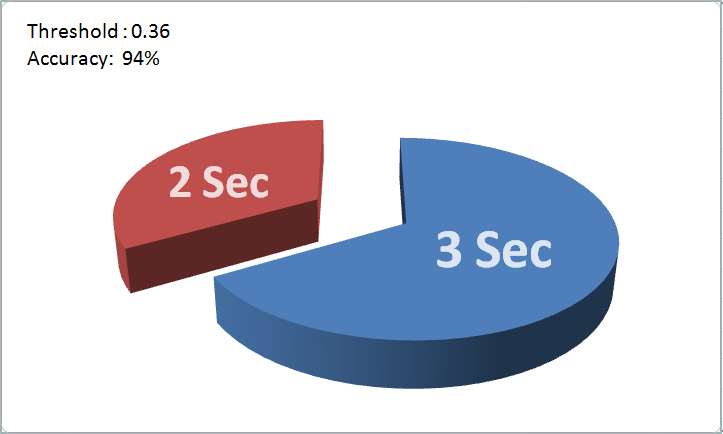 Threshold : 0.36
Accuracy: 94%
2 Sec
3 Sec